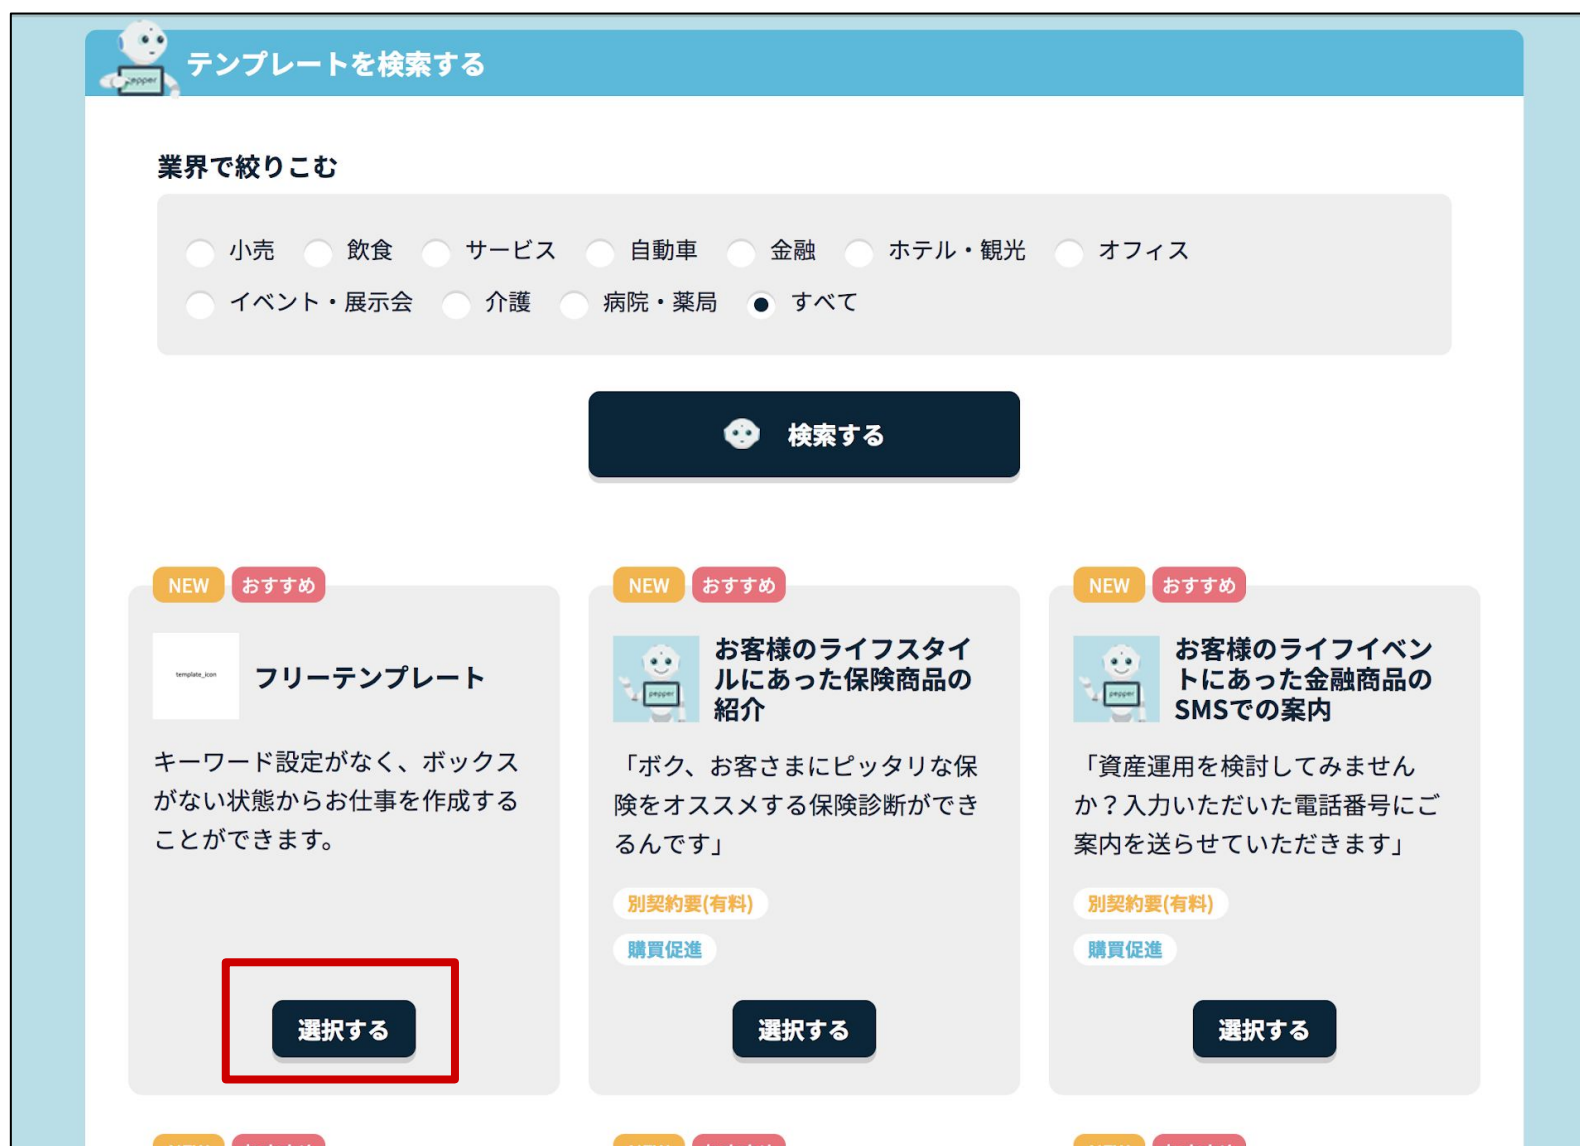 テンプレートを検索する
業界で絞りこむ
小売 飲食 サービス 自動車 金融 ホテル・観光 オフィス
イベント・展示会 介護 病院・薬局 すべて
検索する
NEW おすすめ
template_icon
フリーテンプレート
キーワード設定がなく、ボックス
がない状態からお仕事を作成する
ことができます。
選択する
NEW おすすめ
pepper
お客様のライフスタイ
ルにあった保険商品の
紹介
「ボク、お客さまにピッタリな保
険をオススメする保険診断ができ
るんです」
別契約要(有料)
購買促進
選択する
NEW おすすめ
pepper
お客様のライフイベン
トにあった金融商品の
SMSでの案内
「資産運用を検討してみません
か？入力いただいた電話番号にご
案内を送らせていただきます」
別契約要(有料)
購買促進
選択する